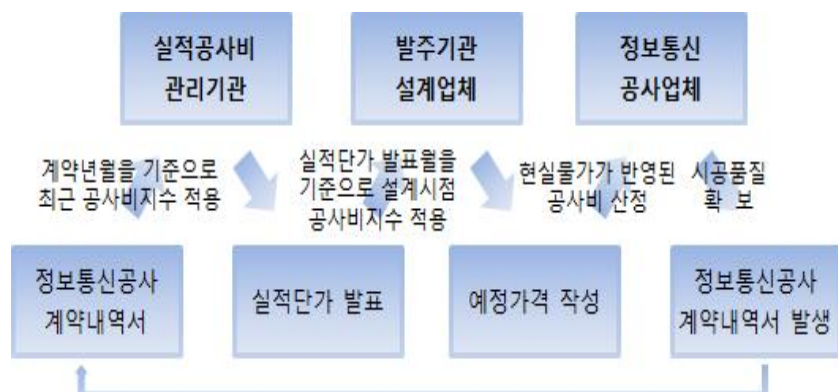 실적공사비
관리기관
발주기관
설계업체
정보통신
공사업체
계약년월을 기준으로
최근 공사비지수 적용
실적단가 발표월을
기준으로 설계시점
공사비지수 적용
현실물가가 반영된
공사비 산정
시공품질
확 보
정보통신공사
계약내역서
실적단가 발표
예정가격 작성
정보통신공사
계약내역서 발생